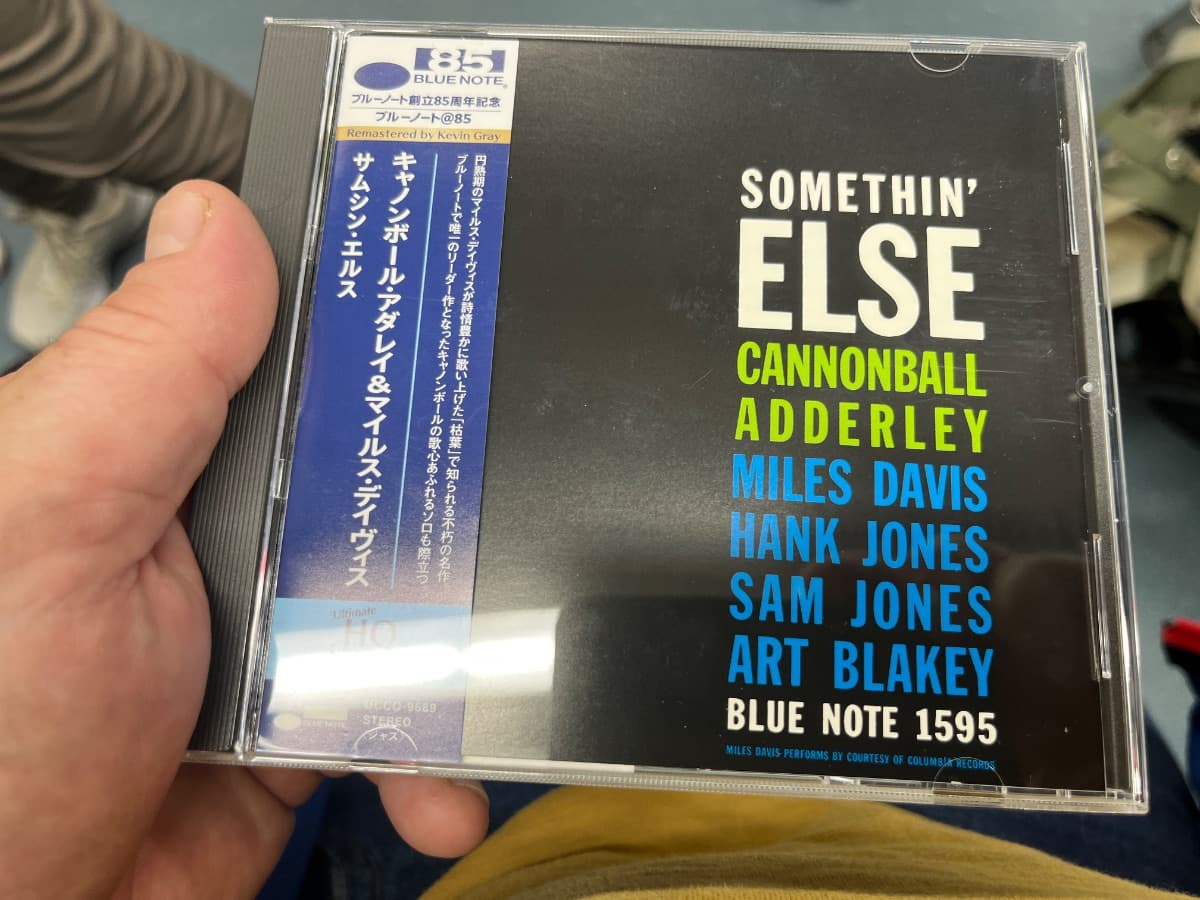 85
BLUE NOTE
ブルーノート創立85周年記念
ブルーノート@85
Remastered by Kevin Gray
円熟期のマイルス・デイヴィスが詩情豊かに歌い上げた「枯葉」で知られる不朽の名作
ブルーノートで唯一のリーダー作となったキャノンボールの歌心あふれるソロも際立つ
キャノンボール・アダレイ&マイルス・デイヴィス
サムシン・エルス
Ultimate
HQ
UCCQ-9589
STEREO
BLUE NOTE
ジャズ
SOMETHIN'
ELSE
CANNONBALL
ADDERLEY
MILES DAVIS
HANK JONES
SAM JONES
ART BLAKEY
BLUE NOTE 1595
MILES DAVIS PERFORMS BY COURTESY OF COLUMBIA RECORDS